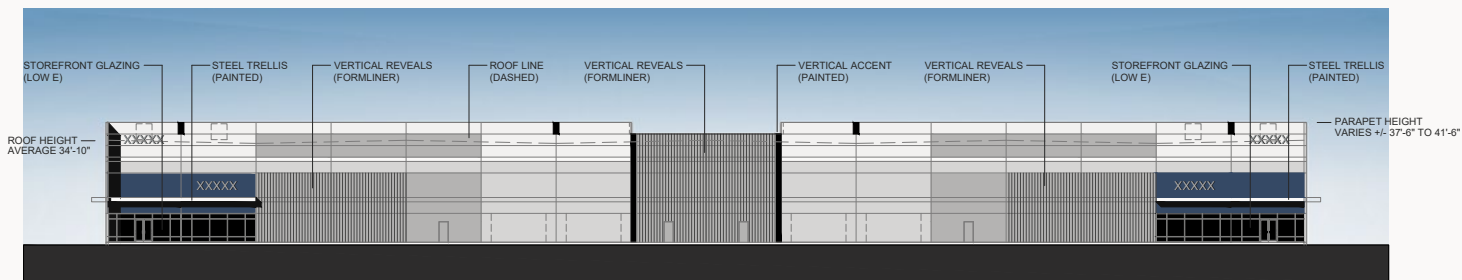 STOREFRONT GLAZING
(LOW E)
STEEL TRELLIS
(PAINTED)
VERTICAL REVEALS
(FORMLINER)
ROOF LINE
(DASHED)
VERTICAL REVEALS
(FORMLINER)
VERTICAL ACCENT
(PAINTED)
VERTICAL REVEALS
(FORMLINER)
STOREFRONT GLAZING
(LOW E)
STEEL TRELLIS
(PAINTED)
ROOF HEIGHT
AVERAGE 34'-10"
PARAPET HEIGHT
VARIES +/- 37'-6" TO 41'-6"
XXXXX
XXXXX
XXXXX
XXXXX